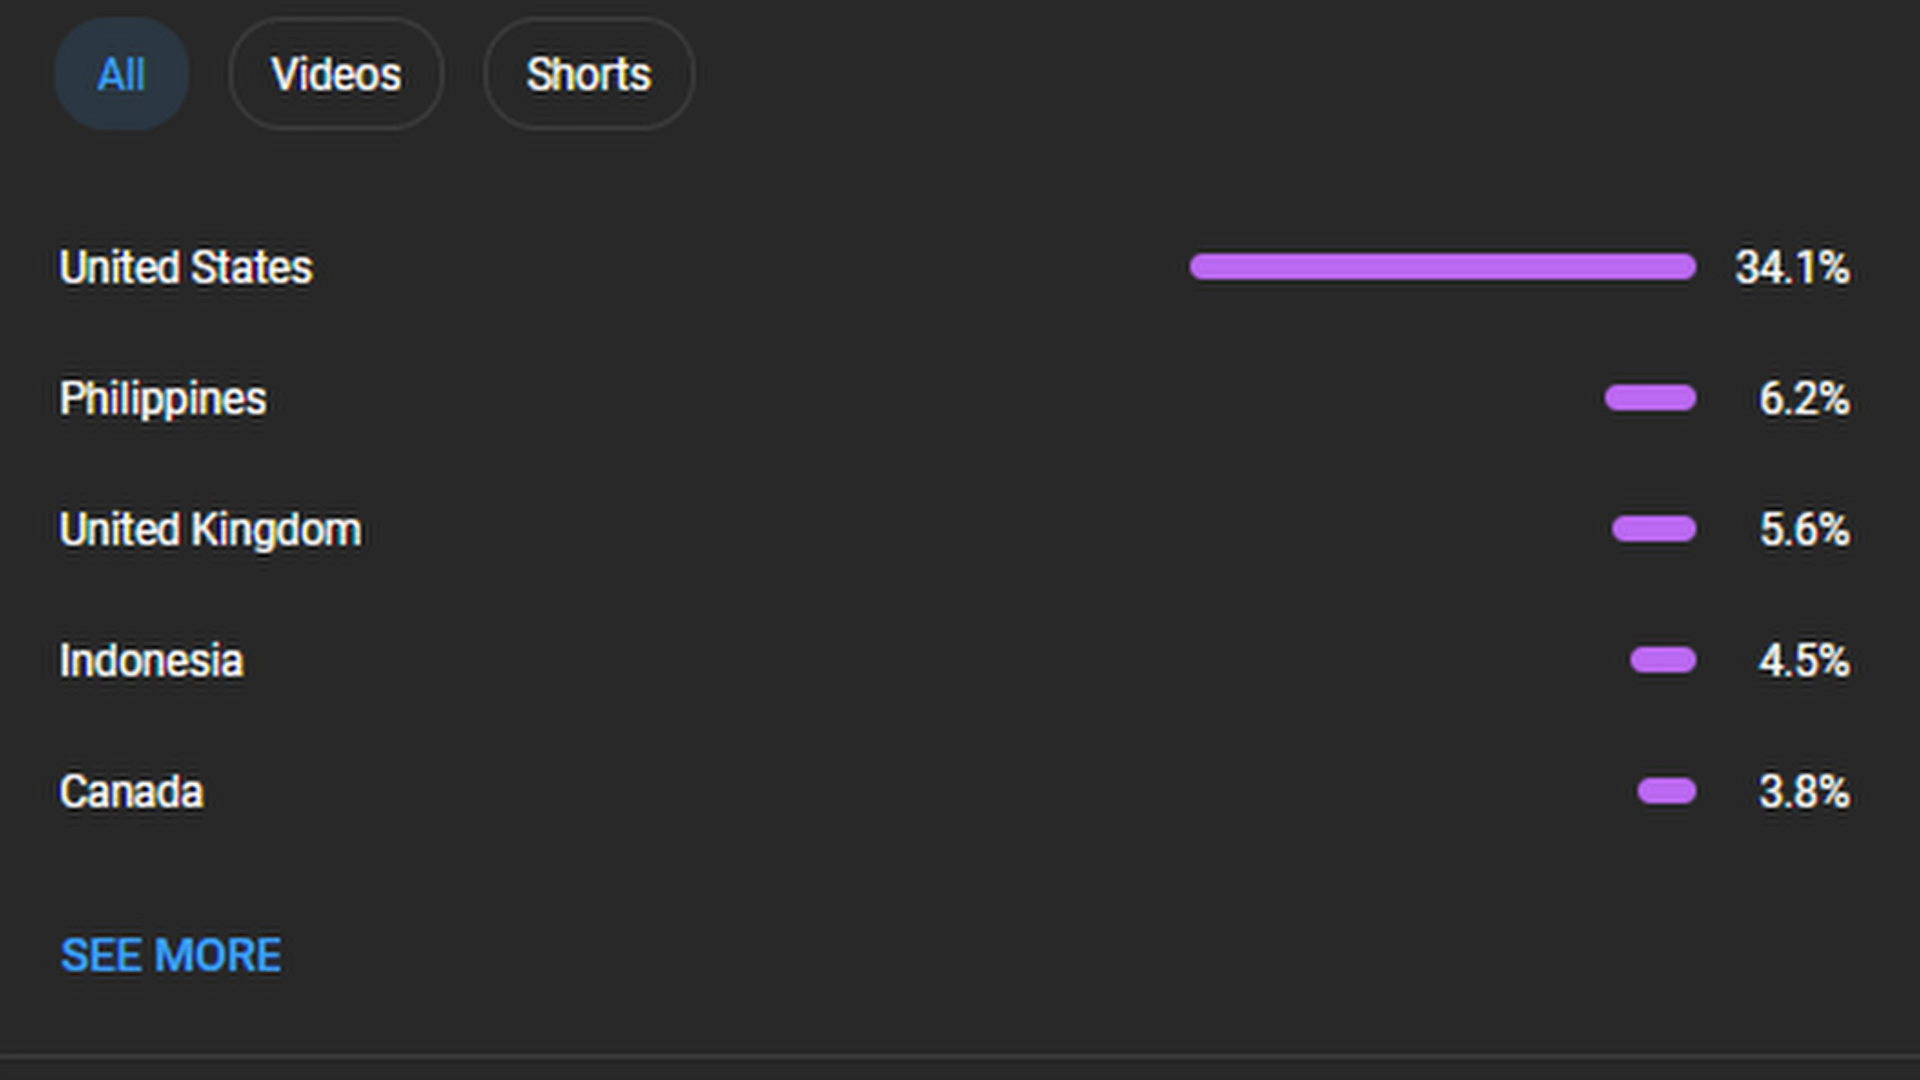 All Videos Shorts
United States 34.1%
Philippines 6.2%
United Kingdom 5.6%
Indonesia 4.5%
Canada 3.8%
SEE MORE